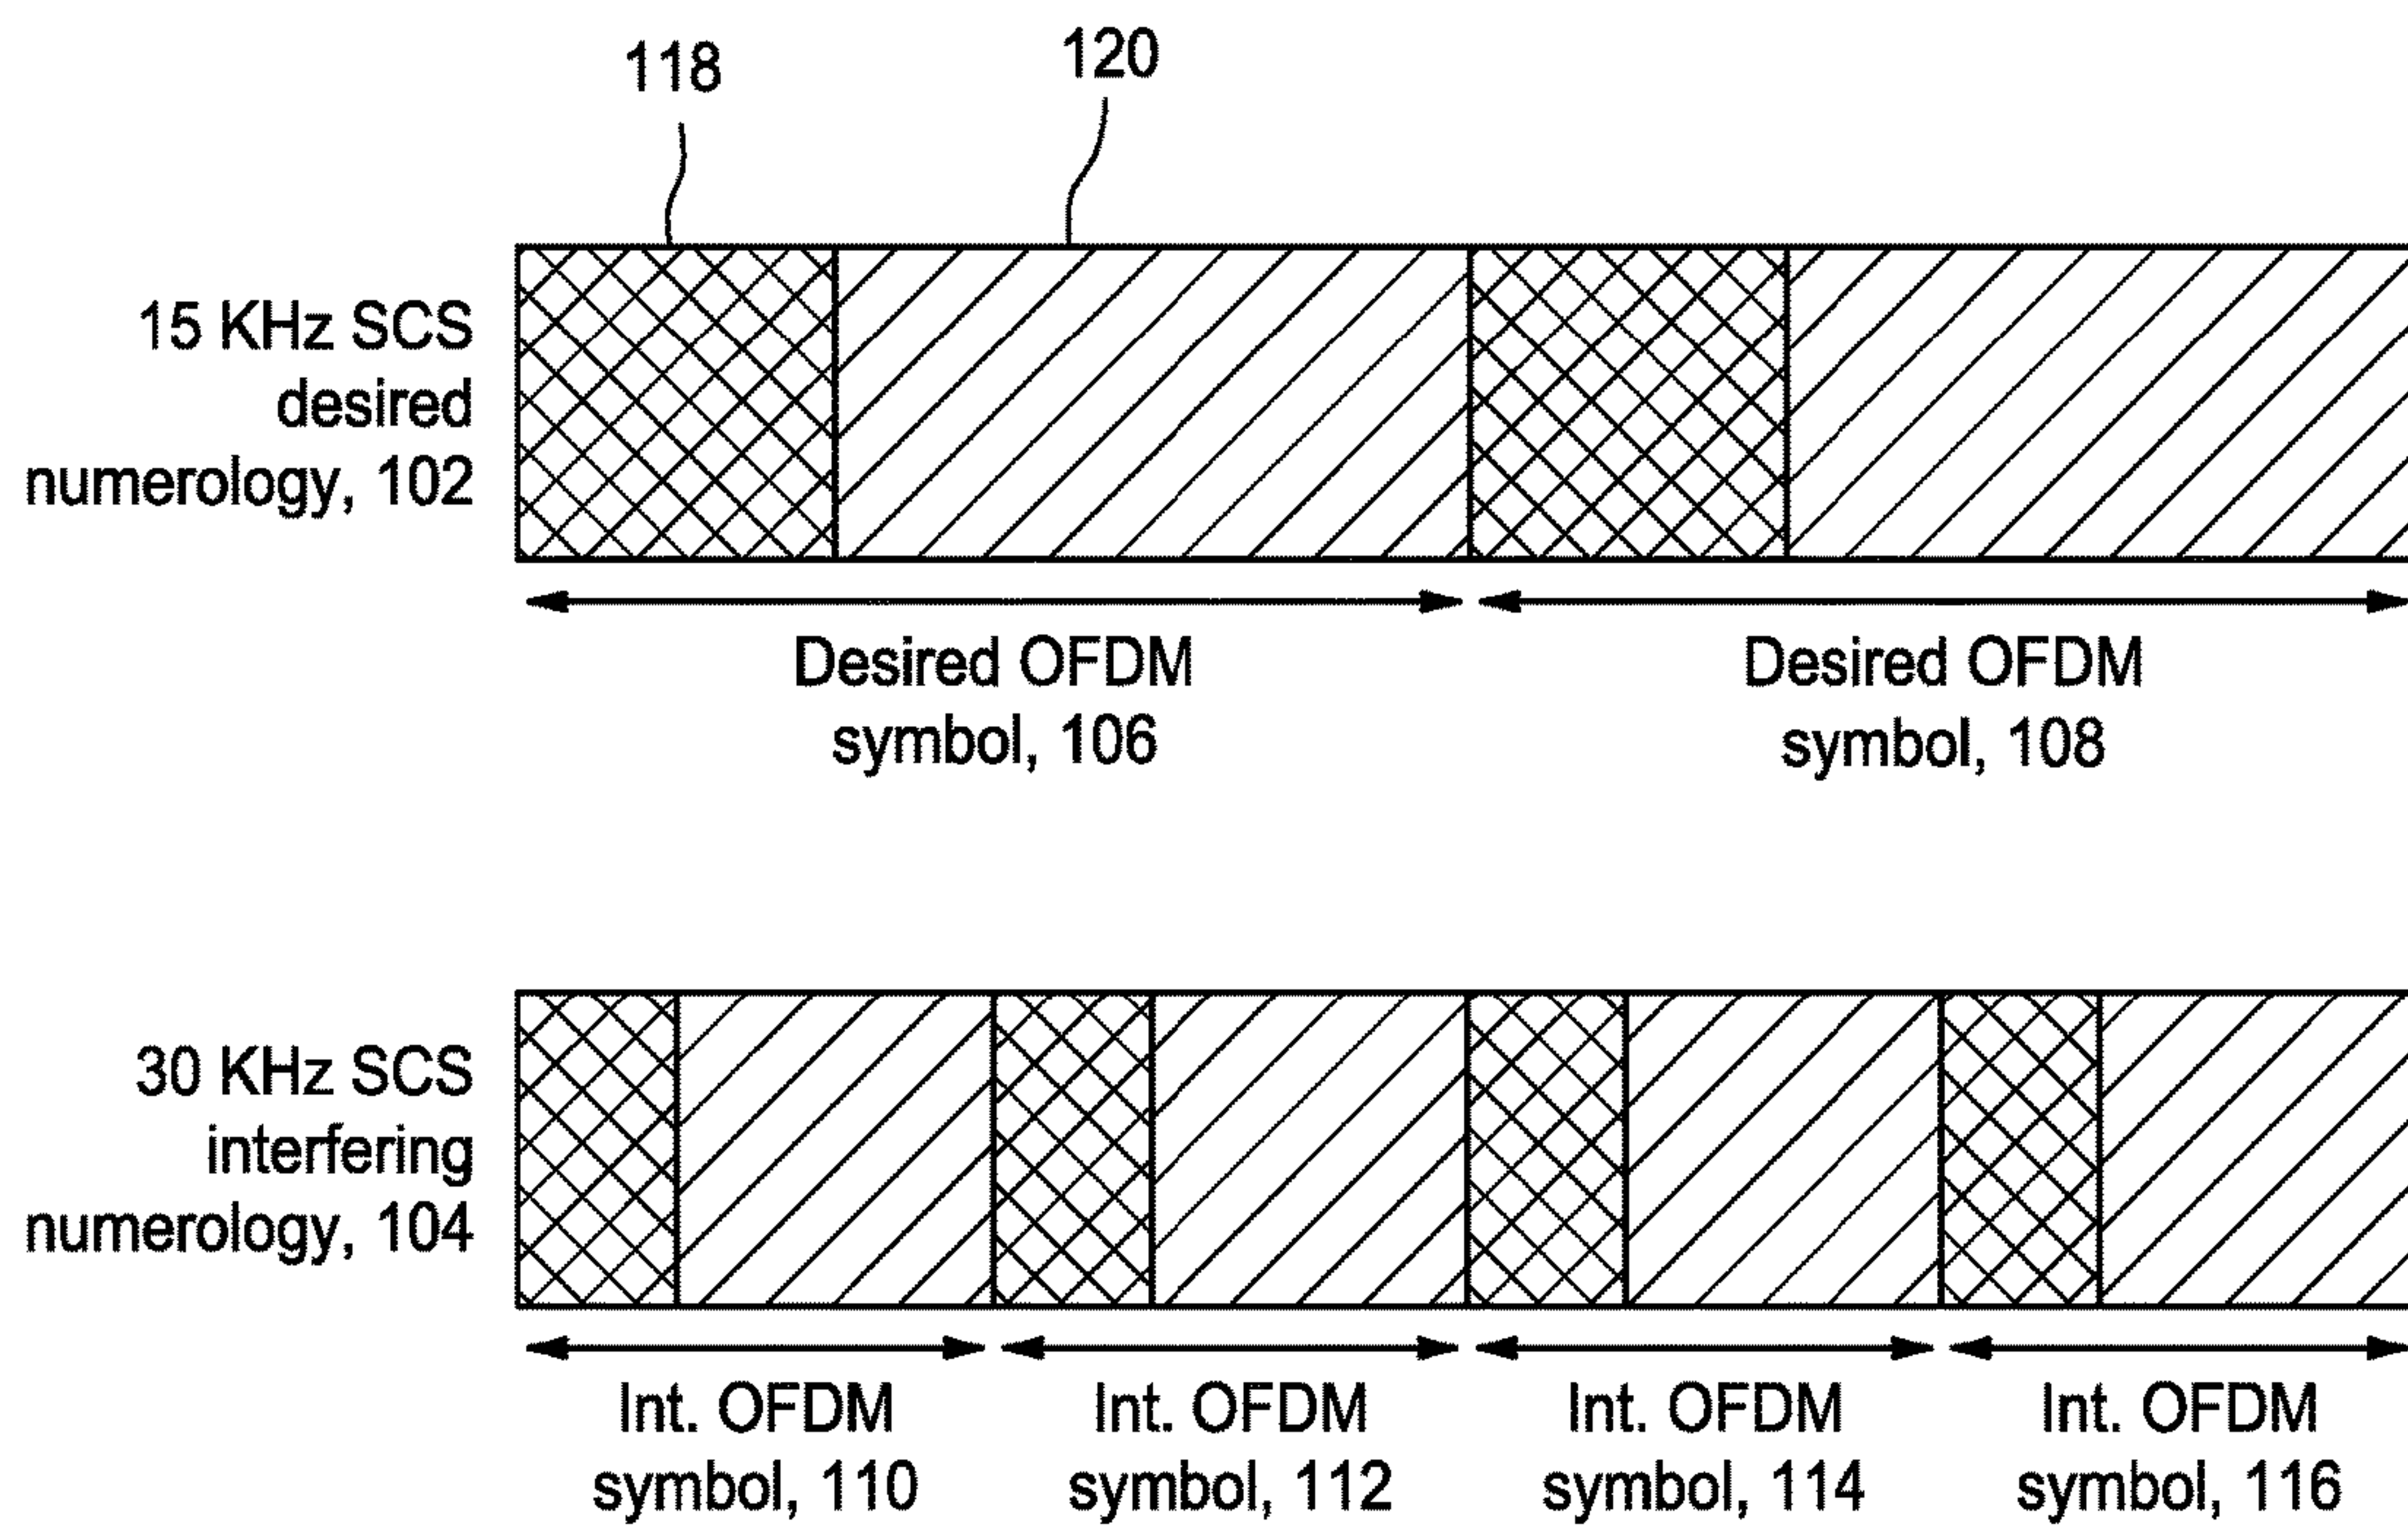 118
120
15 KHz SCS
desired
numerology, 102
Desired OFDM
symbol, 106
Desired OFDM
symbol, 108
30 KHz SCS
interfering
numerology, 104
Int. OFDM
symbol, 110
Int. OFDM
symbol, 112
Int. OFDM
symbol, 114
Int. OFDM
symbol, 116